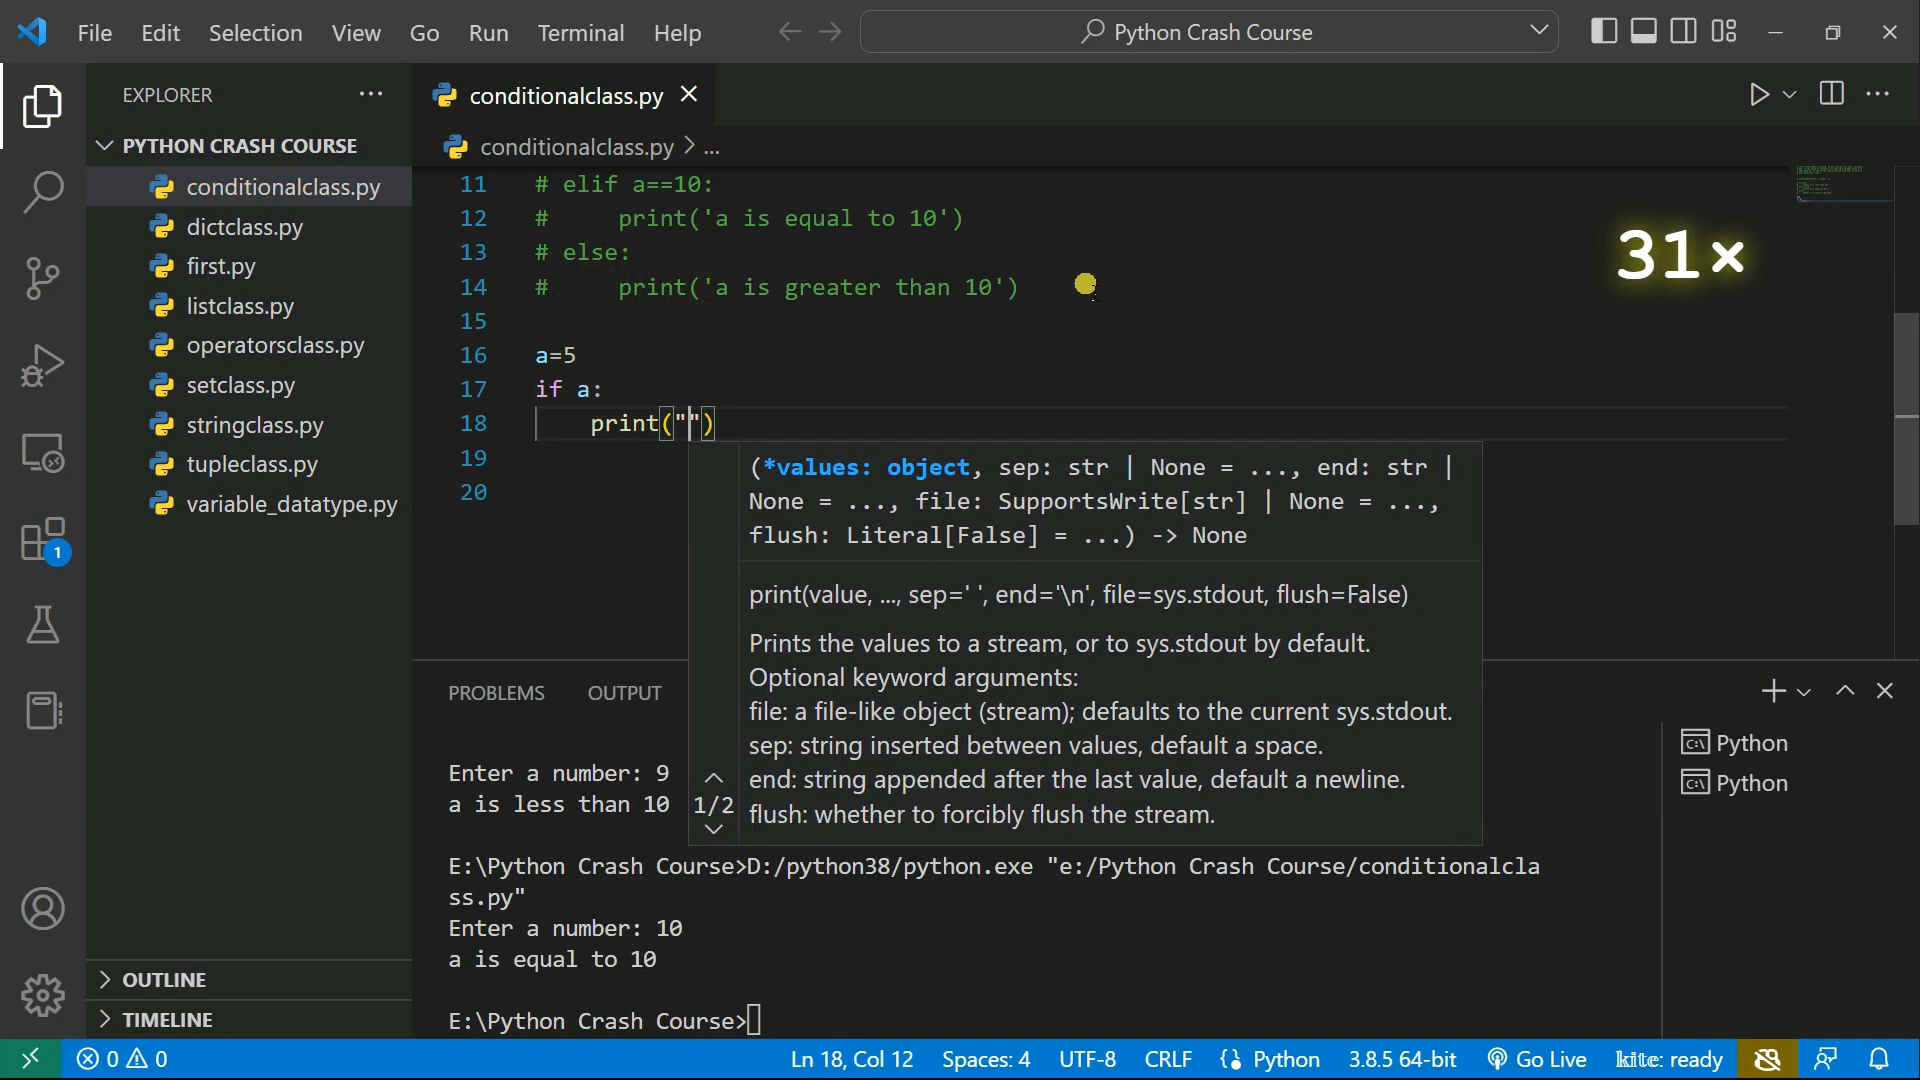 File Edit Selection View Go Run Terminal Help
Python Crash Course
EXPLORER
conditionalclass.py
PYTHON CRASH COURSE
conditionalclass.py > ...
conditionalclass.py
dictclass.py
first.py
listclass.py
operatorsclass.py
setclass.py
stringclass.py
tupleclass.py
variable_datatype.py
OUTLINE
TIMELINE
11 # elif a==10:
12 #     print('a is equal to 10')
13 # else:
14 #     print('a is greater than 10')
15
16 a=5
17 if a:
18     print("")
19
20
31×
(*values: object, sep: str | None = ..., end: str |
None = ..., file: SupportsWrite[str] | None = ...,
flush: Literal[False] = ...) -> None
print(value, ..., sep=' ', end='\n', file=sys.stdout, flush=False)
Prints the values to a stream, or to sys.stdout by default.
Optional keyword arguments:
file: a file-like object (stream); defaults to the current sys.stdout.
sep: string inserted between values, default a space.
end: string appended after the last value, default a newline.
flush: whether to forcibly flush the stream.
1/2
PROBLEMS OUTPUT
Enter a number: 9
a is less than 10
E:\Python Crash Course>D:/python38/python.exe "e:/Python Crash Course/conditionalcla
ss.py"
Enter a number: 10
a is equal to 10
E:\Python Crash Course>
Python
Python
1
0 0
Ln 18, Col 12 Spaces: 4 UTF-8 CRLF Python 3.8.5 64-bit Go Live kite: ready